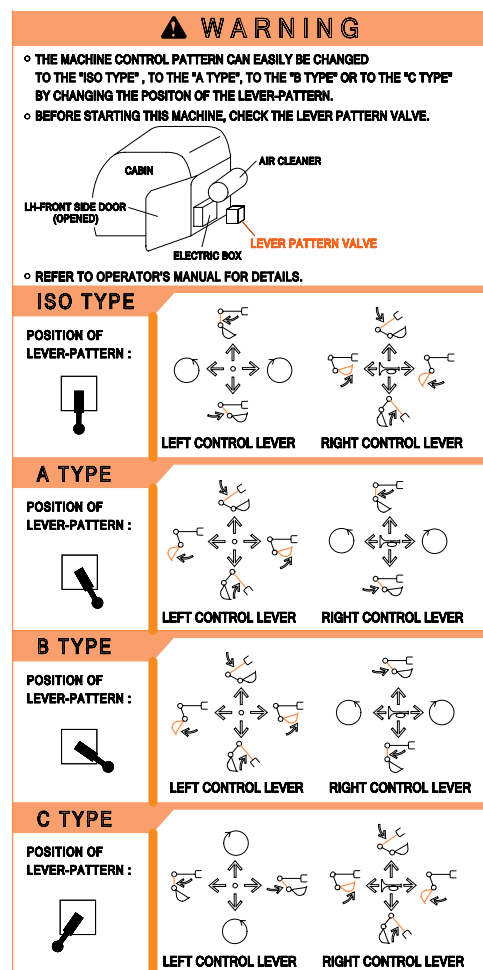 WARNING
THE MACHINE CONTROL PATTERN CAN EASILY BE CHANGED
TO THE "ISO TYPE" , TO THE "A TYPE", TO THE "B TYPE" OR TO THE "C TYPE"
BY CHANGING THE POSITON OF THE LEVER-PATTERN.
BEFORE STARTING THIS MACHINE, CHECK THE LEVER PATTERN VALVE.
AIR CLEANER
CABIN
LH-FRONT SIDE DOOR
(OPENED)
LEVER PATTERN VALVE
ELECTRIC BOX
REFER TO OPERATOR'S MANUAL FOR DETAILS.
ISO TYPE
POSITION OF
LEVER-PATTERN :
LEFT CONTROL LEVER RIGHT CONTROL LEVER
A TYPE
POSITION OF
LEVER-PATTERN :
LEFT CONTROL LEVER RIGHT CONTROL LEVER
B TYPE
POSITION OF
LEVER-PATTERN :
LEFT CONTROL LEVER RIGHT CONTROL LEVER
C TYPE
POSITION OF
LEVER-PATTERN :
LEFT CONTROL LEVER RIGHT CONTROL LEVER